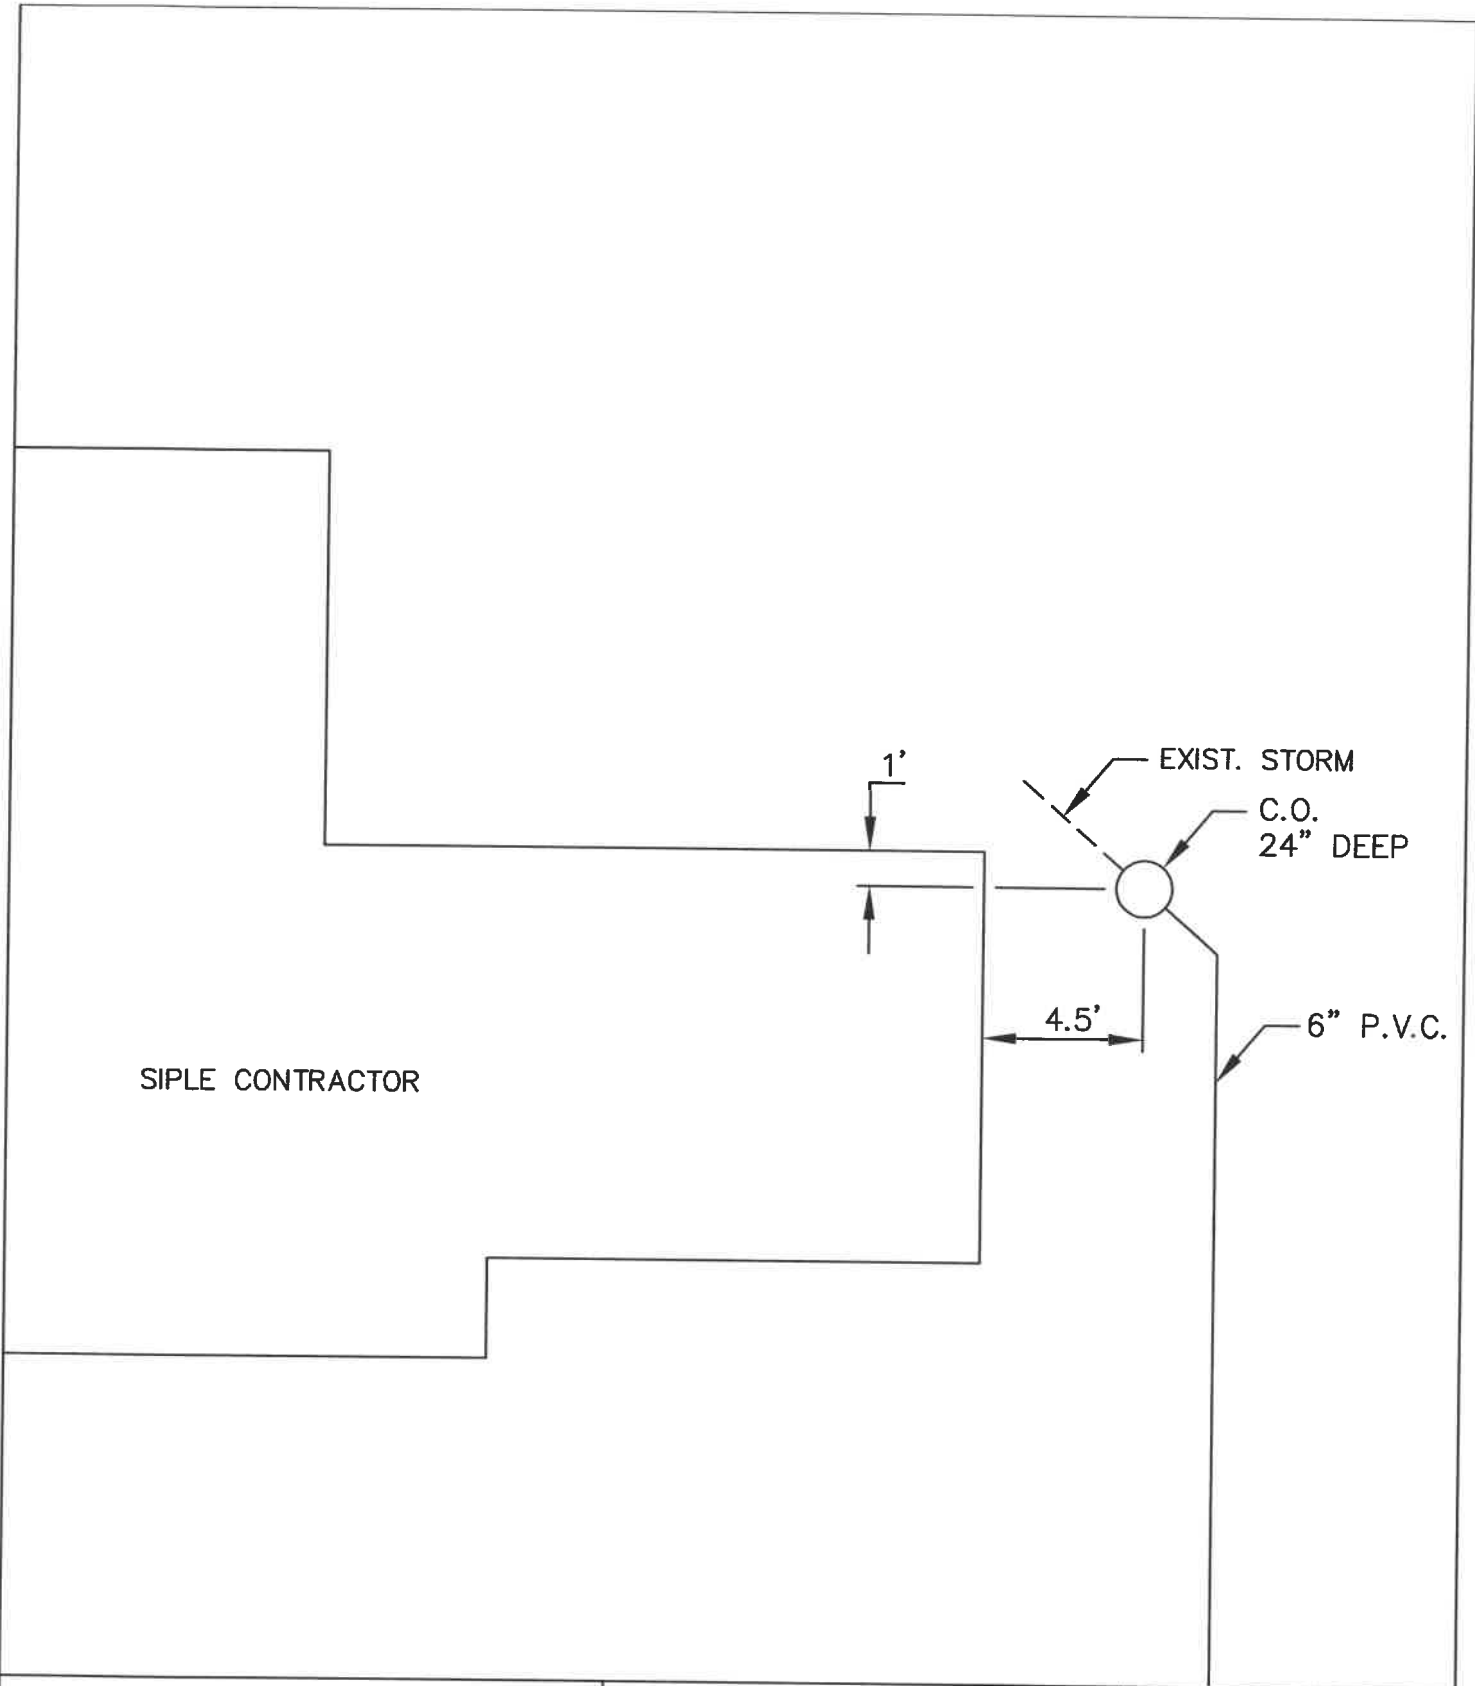 1’
EXIST. STORM
C.O.
24” DEEP
4.5’
6” P.V.C.
SIPLE CONTRACTOR